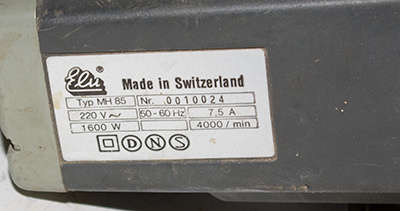 Elu ®
Made in Switzerland
Typ MH 85 Nr. 0010024
220 V ~ 50-60 Hz 7,5 A
1600 W 4000 / min
D N S